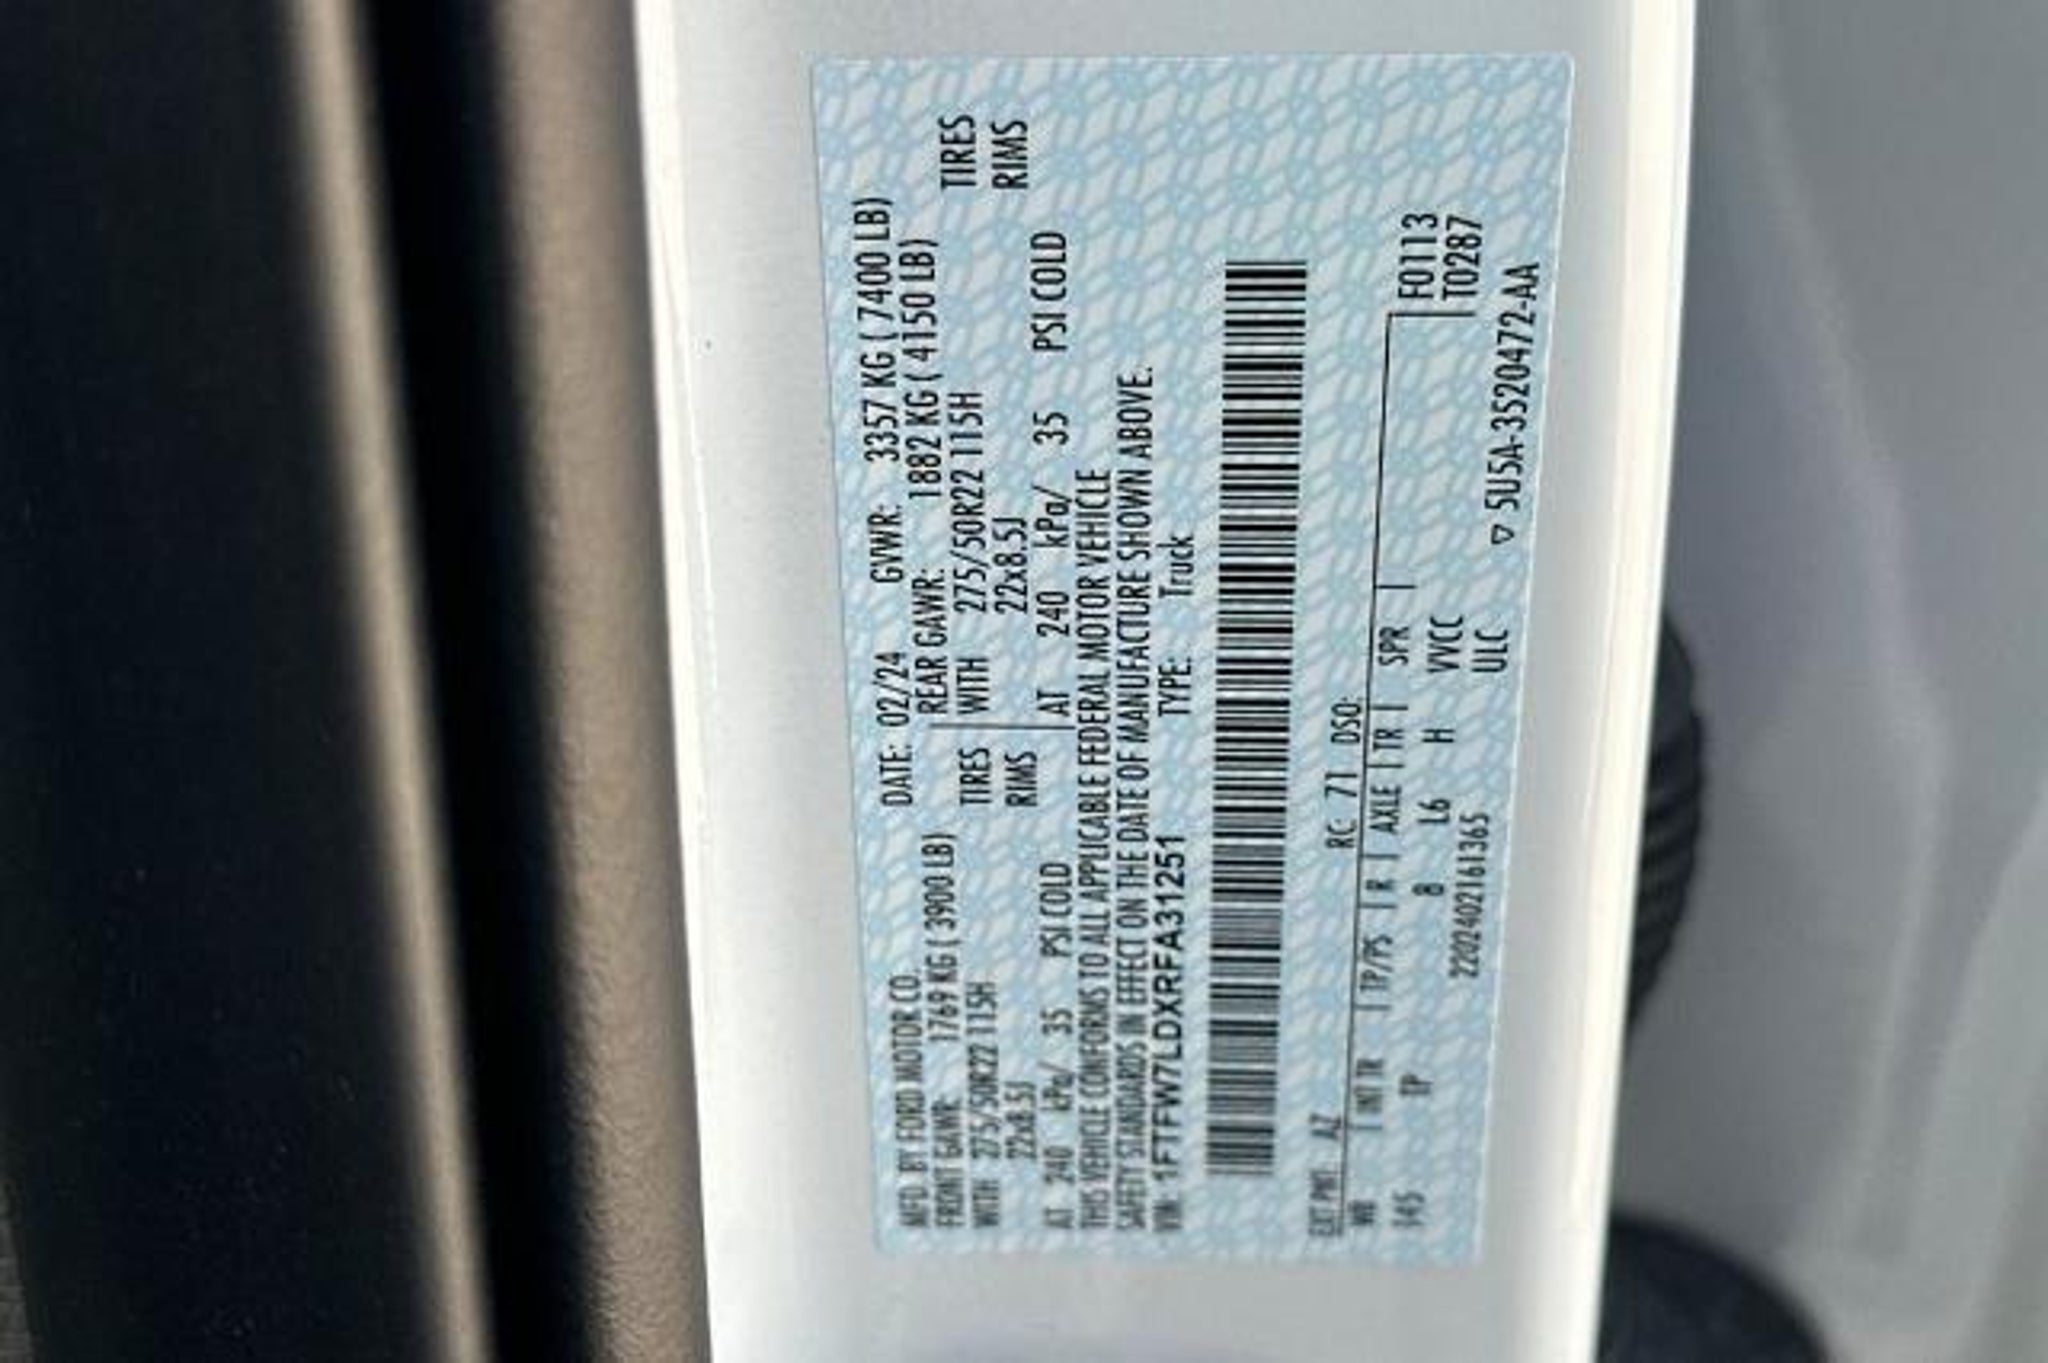 MFD. BY FORD MOTOR CO. DATE: 02/24 GVWR: 3357 KG ( 7400 LB)
FRONT GAWR: 1769 KG ( 3900 LB) REAR GAWR: 1882 KG ( 4150 LB)
WITH 275/50R22 115H TIRES WITH 275/50R22 115H TIRES
22x8.5J RIMS 22x8.5J RIMS
AT 240 kPa/ 35 PSI COLD AT 240 kPa/ 35 PSI COLD
THIS VEHICLE CONFORMS TO ALL APPLICABLE FEDERAL MOTOR VEHICLE
SAFETY STANDARDS IN EFFECT ON THE DATE OF MANUFACTURE SHOWN ABOVE.
VIN: 1FTFW7LDXRFA31251 TYPE: Truck
EXT PNT: AZ RC: 71 DSO:
WB | INT TR | TP/PS | R | AXLE | TR | SPR | F0113
145 TP 8 L6 H VVCC T0287
2202402161365 ULC ▽ 5U5A-3520472-AA